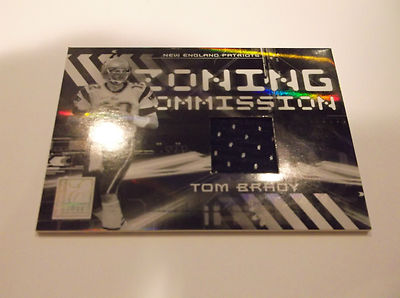 NEW ENGLAND PATRIOTS
ZONING
COMMISSION
TOM BRADY